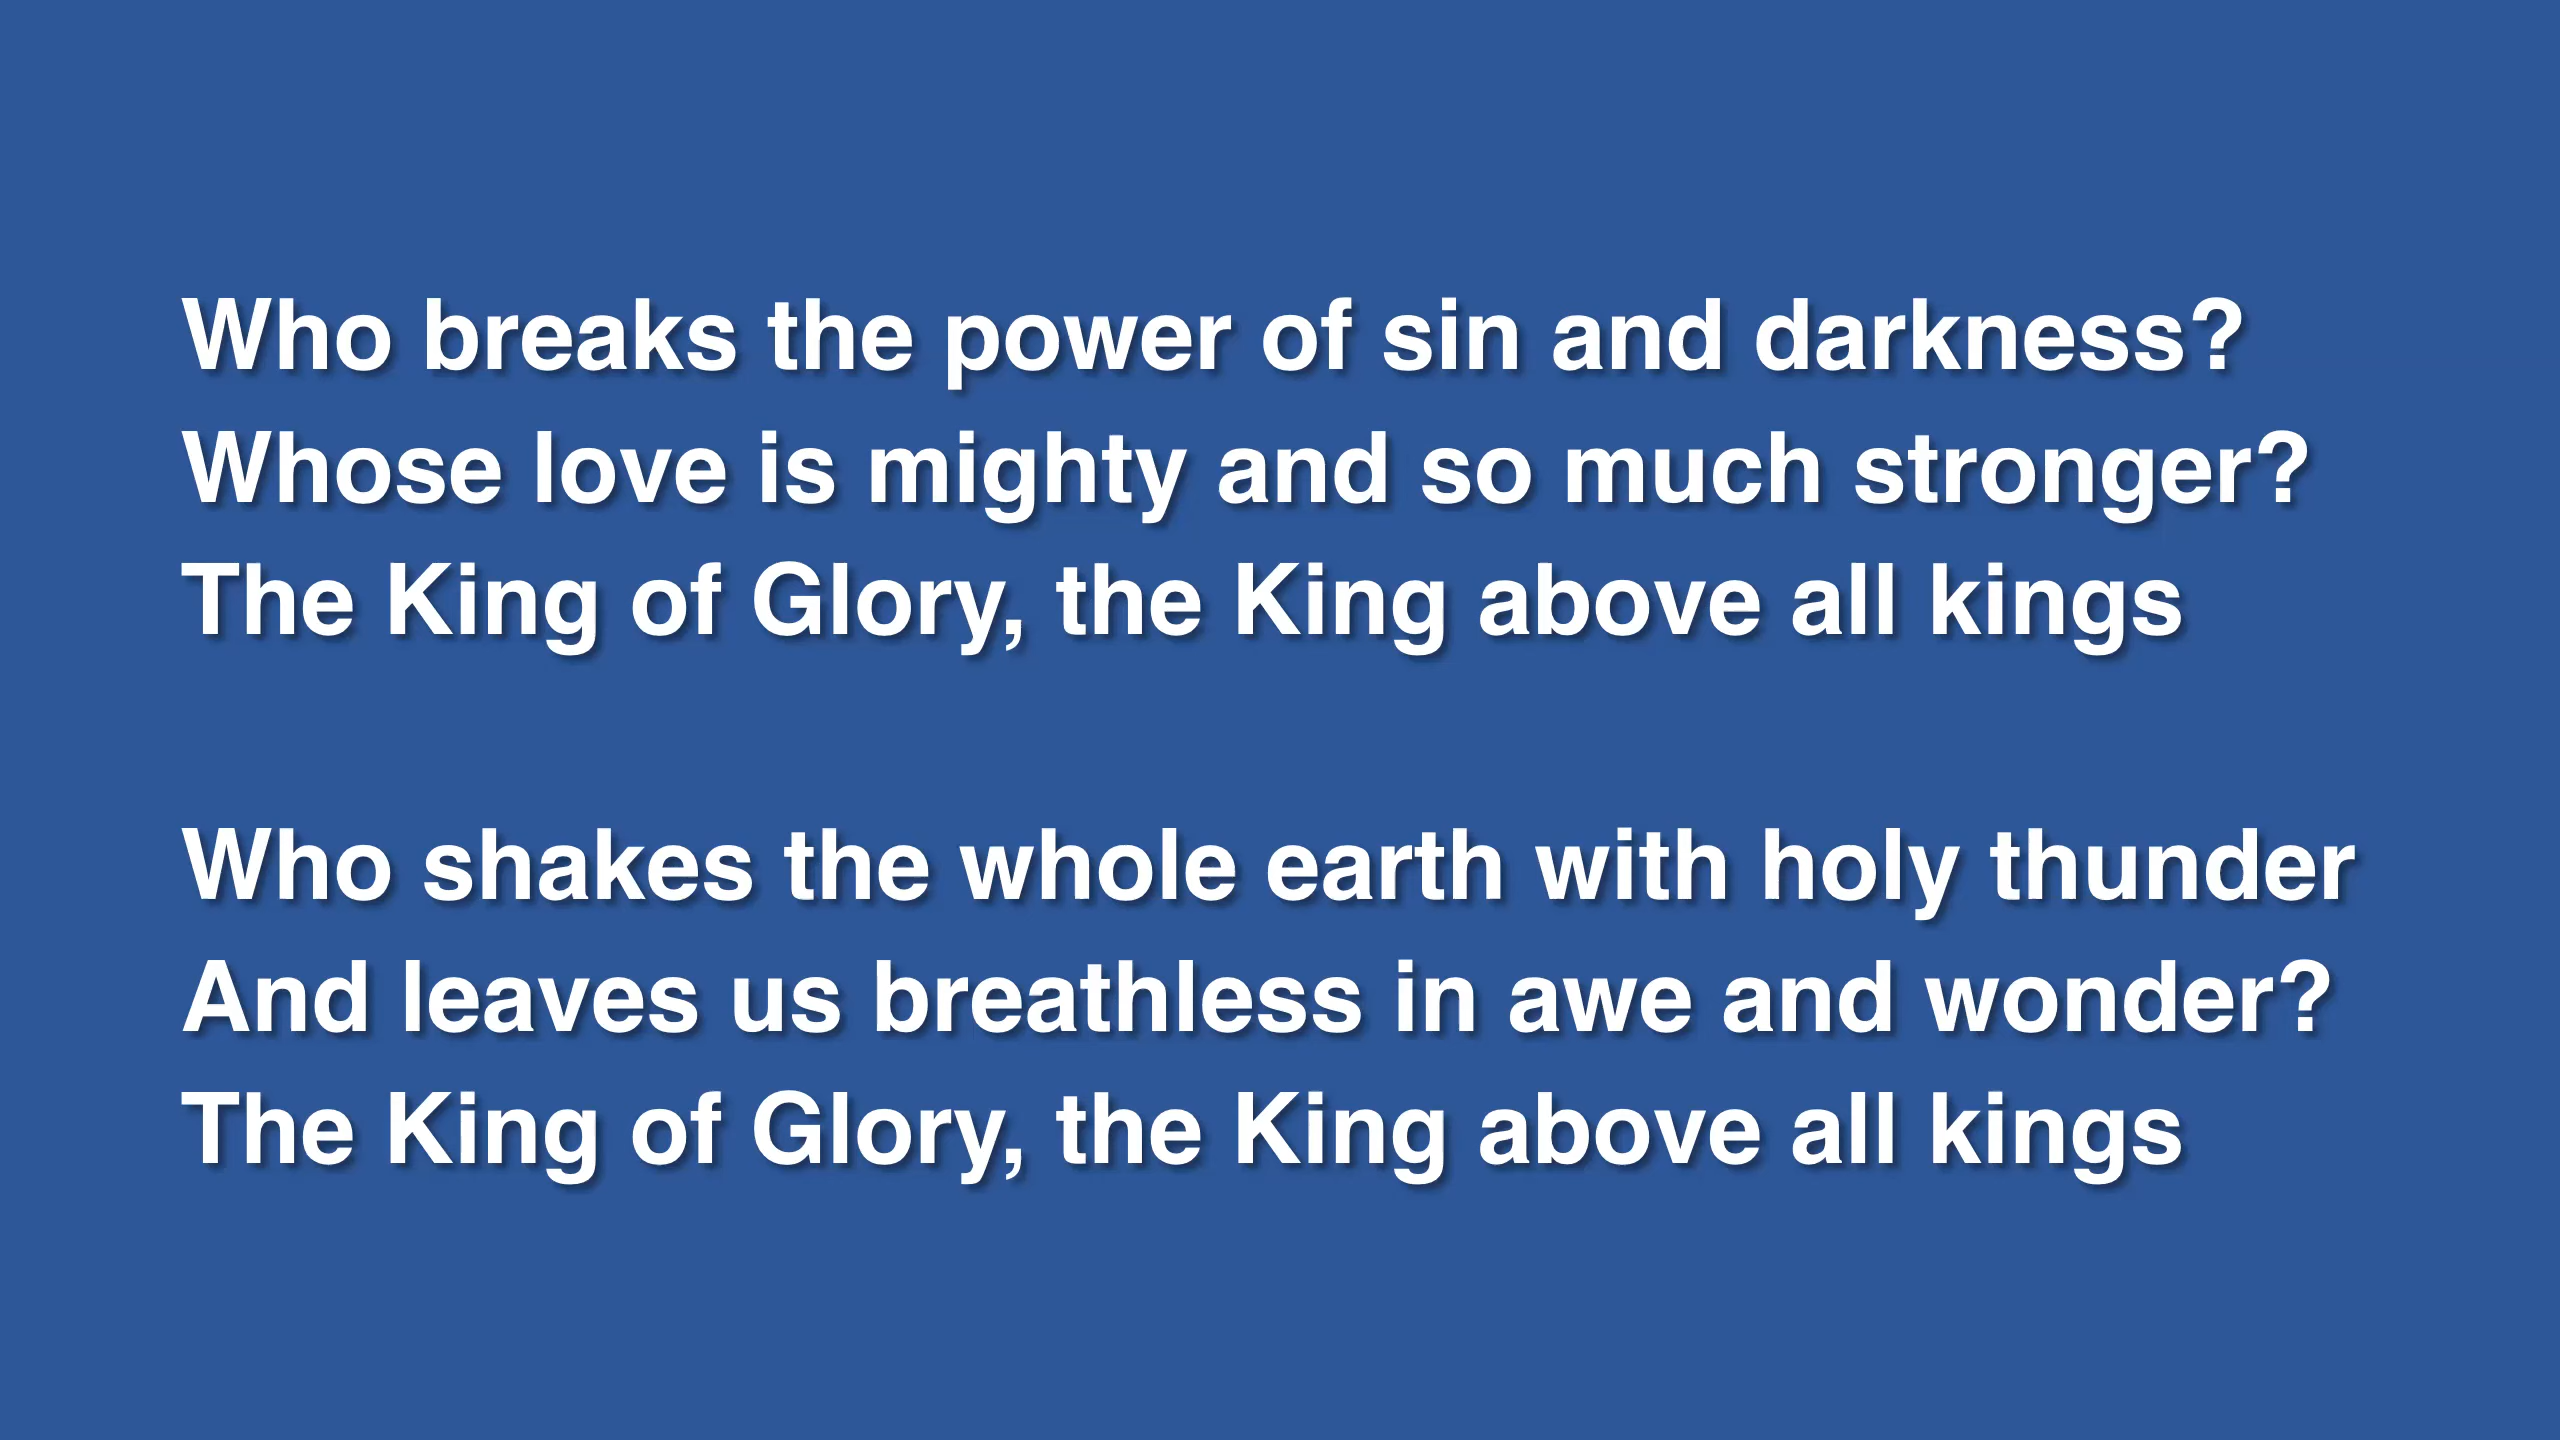 Who breaks the power of sin and darkness?
Whose love is mighty and so much stronger?
The King of Glory, the King above all kings
Who shakes the whole earth with holy thunder
And leaves us breathless in awe and wonder?
The King of Glory, the King above all kings